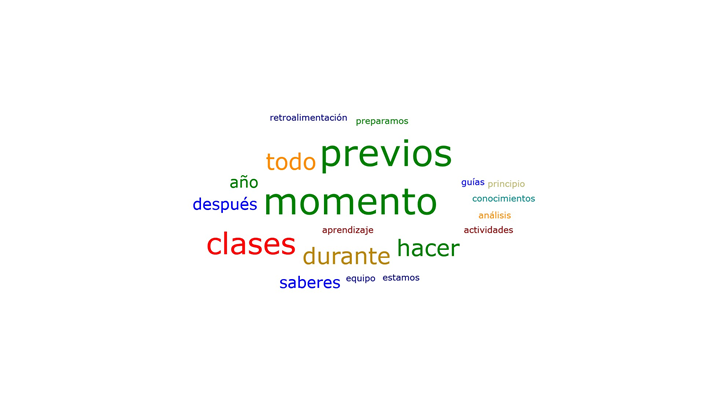 retroalimentación preparamos
todo previos
año guías principio
después momento conocimientos
análisis
clases aprendizaje actividades
durante hacer
saberes equipo estamos